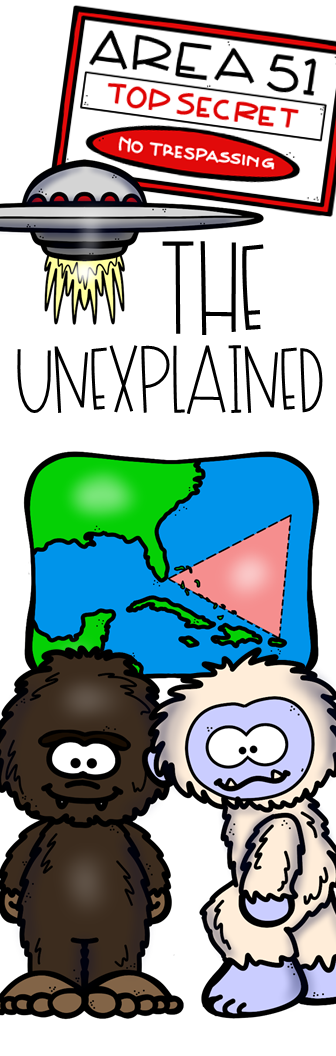 AREA 51
TOP SECRET
NO TRESPASSING
THE
UNEXPLAINED